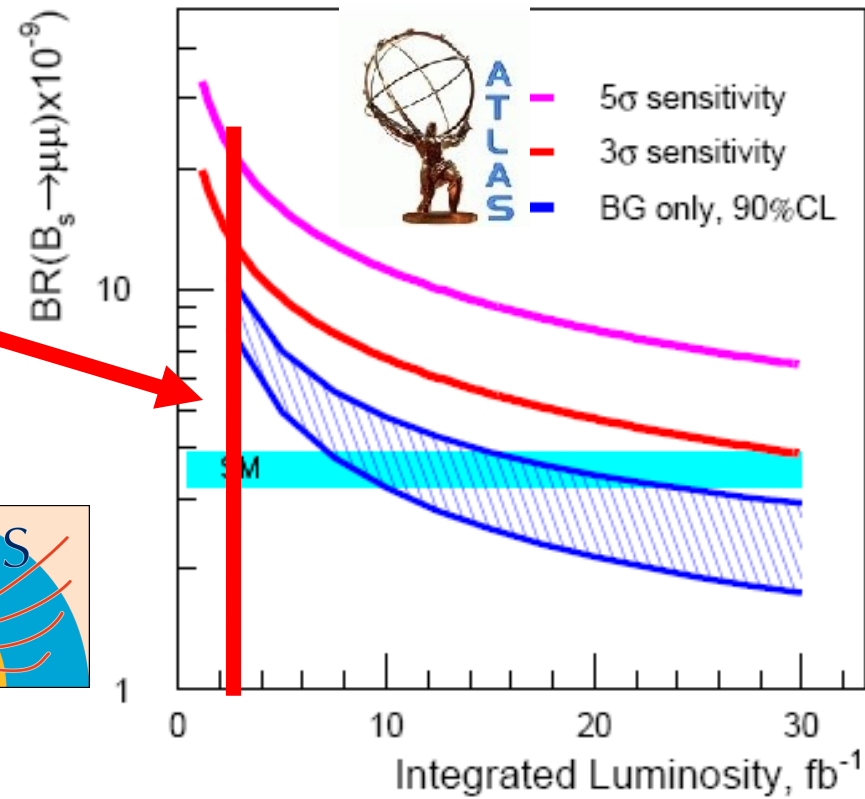 BR(Bs→μμ)x10⁻⁹
ATLAS
5σ sensitivity
3σ sensitivity
BG only, 90%CL
10
1
SM
S
0 10 20 30
Integrated Luminosity, fb⁻¹